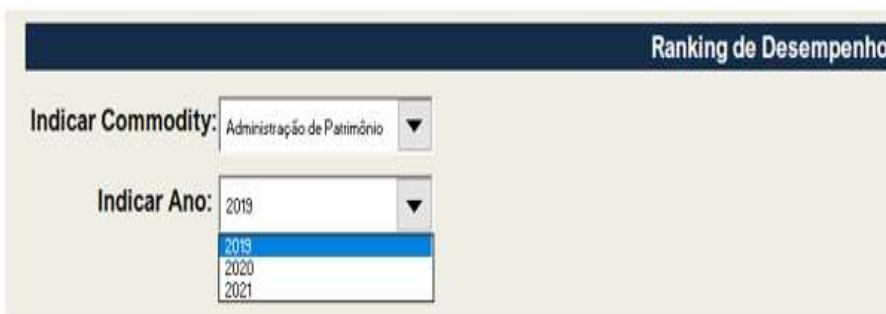 Ranking de Desempenho
Indicar Commodity: Administração de Patrimônio
Indicar Ano: 2019
2019
2020
2021